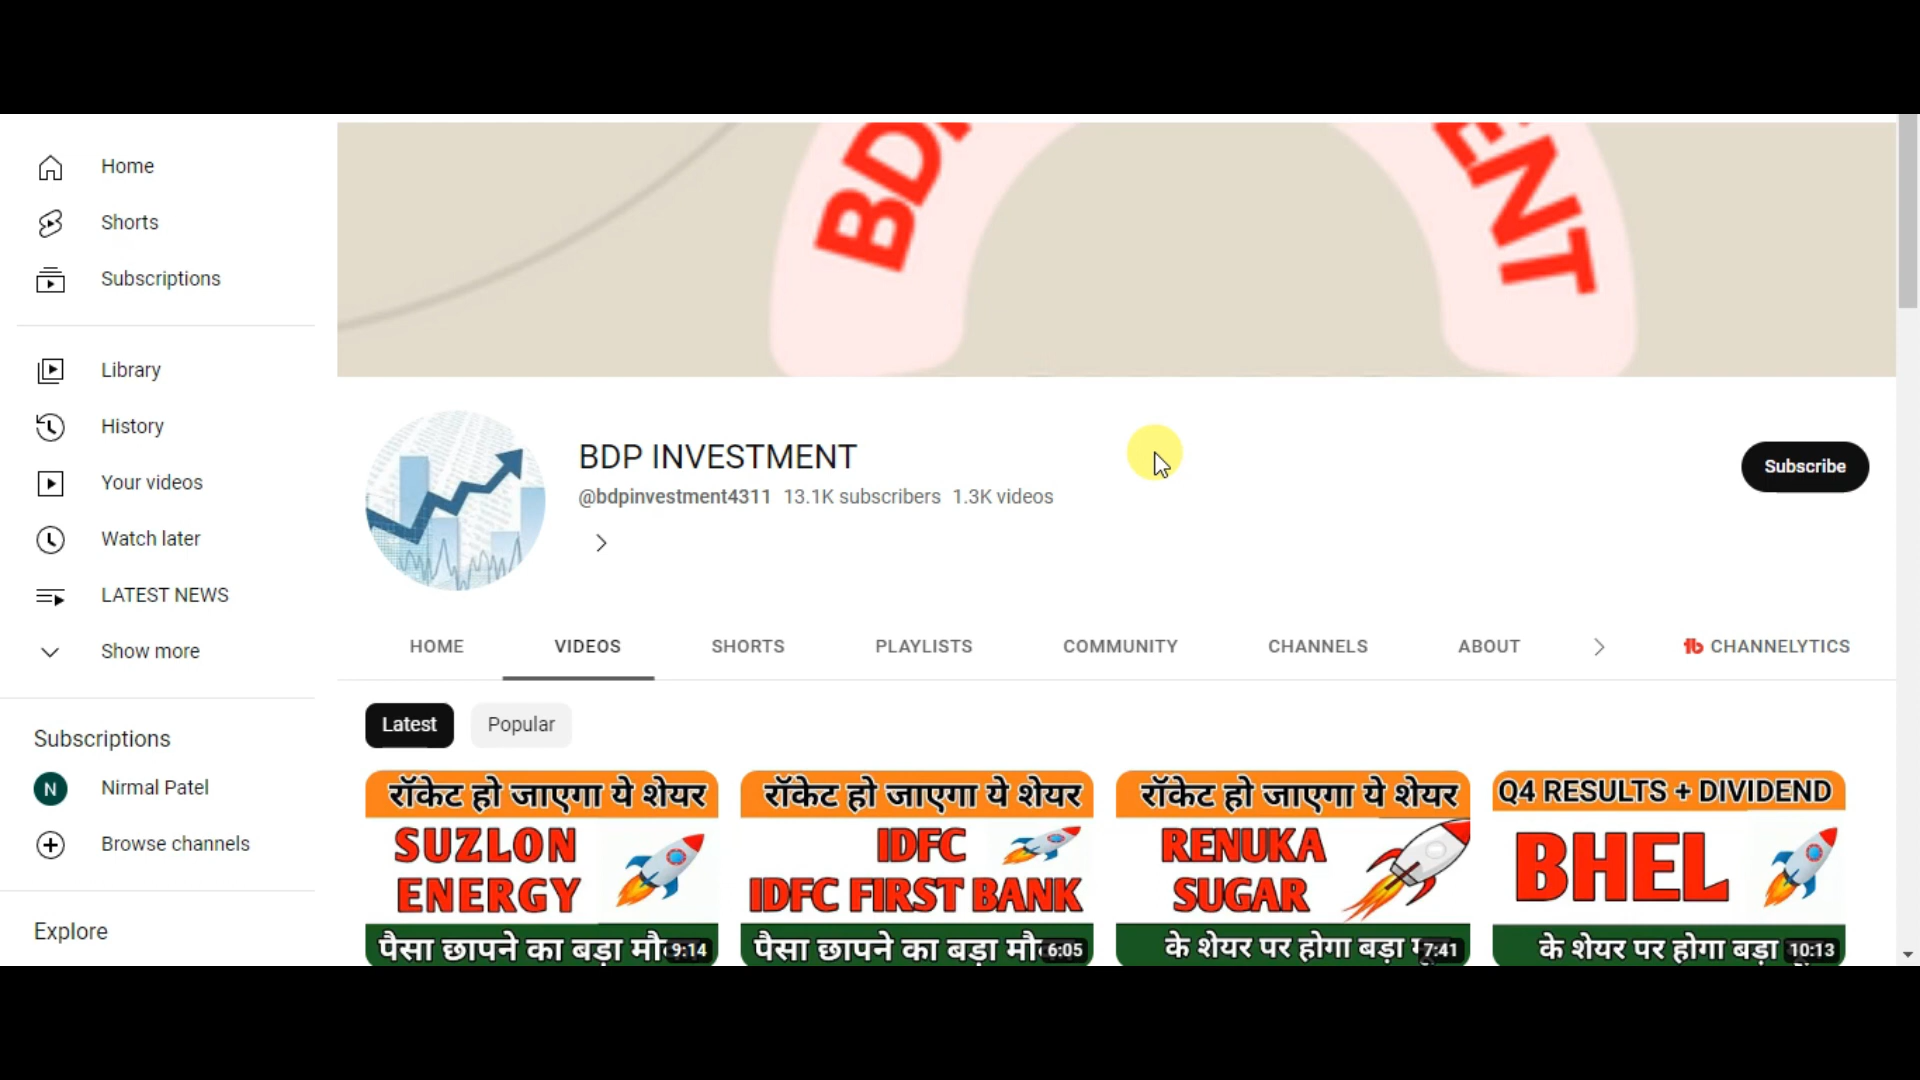 Home
Shorts
Subscriptions
Library
History
Your videos
Watch later
LATEST NEWS
Show more
Subscriptions
N Nirmal Patel
Browse channels
Explore
BDP
ENT
BDP INVESTMENT
@bdpinvestment4311 13.1K subscribers 1.3K videos
Subscribe
HOME VIDEOS SHORTS PLAYLISTS COMMUNITY CHANNELS ABOUT CHANNELYTICS
Latest Popular
रॉकेट हो जाएगा ये शेयर
SUZLON
ENERGY
पैसा छापने का बड़ा
9:14
रॉकेट हो जाएगा ये शेयर
IDFC
IDFC FIRST BANK
पैसा छापने का बड़ा
6:05
रॉकेट हो जाएगा ये शेयर
RENUKA
SUGAR
के शेयर पर होगा बड़ा
7:41
Q4 RESULTS + DIVIDEND
BHEL
के शेयर पर होगा बड़ा
10:13